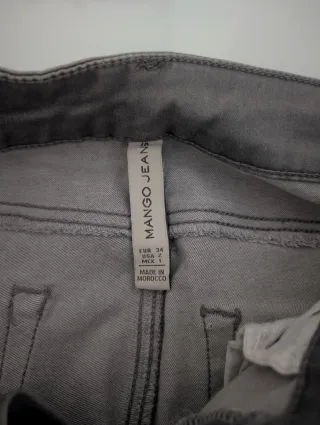 MANGO JEANS
EUR 34
USA 2
MEX 1
MADE IN
MOROCCO